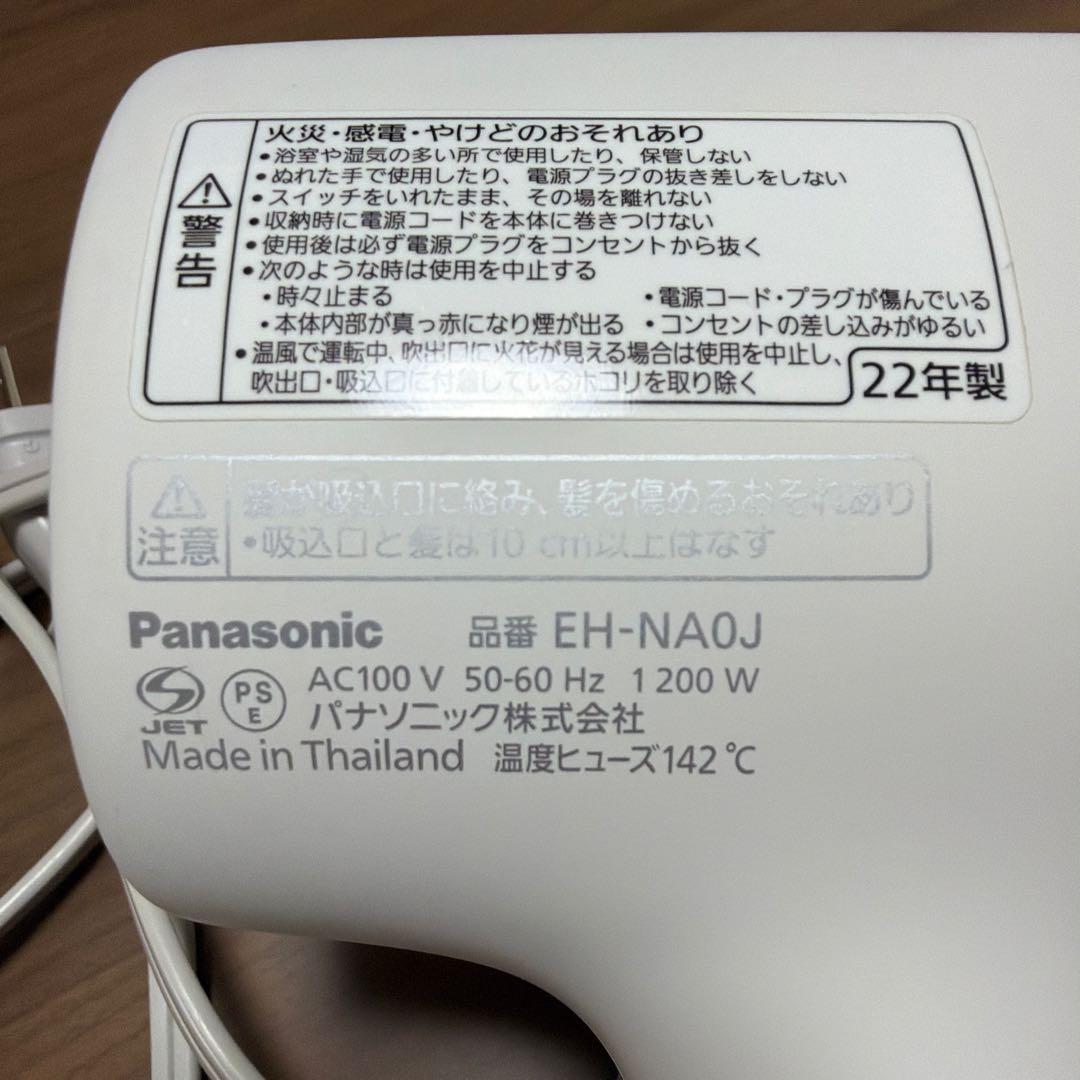 火災・感電・やけどのおそれあり
・浴室や湿気の多い所で使用したり、保管しない
・ぬれた手で使用したり、電源プラグの抜き差しをしない
・スイッチをいれたまま、その場を離れない
・収納時に電源コードを本体に巻きつけない
・使用後は必ず電源プラグをコンセントから抜く
・次のような時は使用を中止する
・時々止まる ・電源コード・プラグが傷んでいる
・本体内部が真っ赤になり煙が出る ・コンセントの差し込みがゆるい
・温風で運転中、吹出口に火花が見える場合は使用を中止し、
吹出口・吸込口に付着しているホコリを取り除く
警告
22年製
注意
髪が吸込口に絡み、髪を傷めるおそれあり
・吸込口と髪は10 cm以上はなす
Panasonic 品番 EH-NA0J
JET PSE AC100 V 50-60 Hz 1 200 W
パナソニック株式会社
Made in Thailand 温度ヒューズ142 ℃